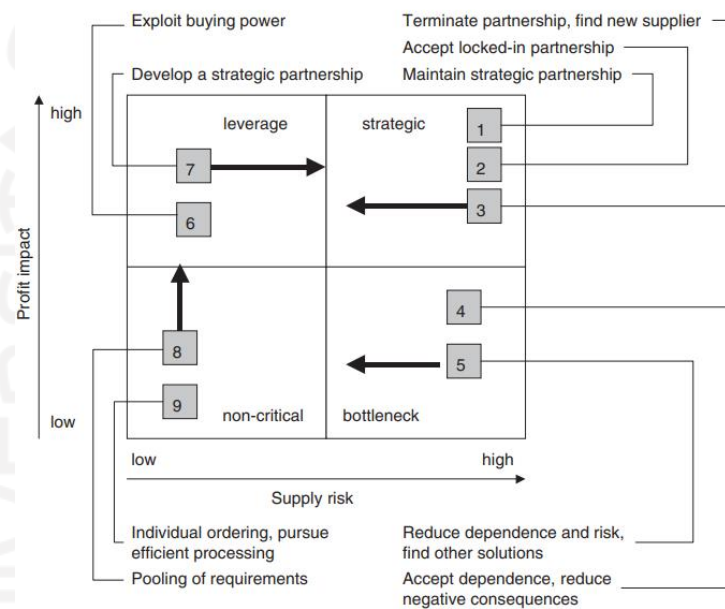 Exploit buying power
Terminate partnership, find new supplier
Accept locked-in partnership
Develop a strategic partnership
Maintain strategic partnership
high
leverage
strategic
1
7
2
3
6
Profit impact
4
8
5
9
low
non-critical
bottleneck
low
high
Supply risk
Individual ordering, pursue
efficient processing
Reduce dependence and risk,
find other solutions
Pooling of requirements
Accept dependence, reduce
negative consequences